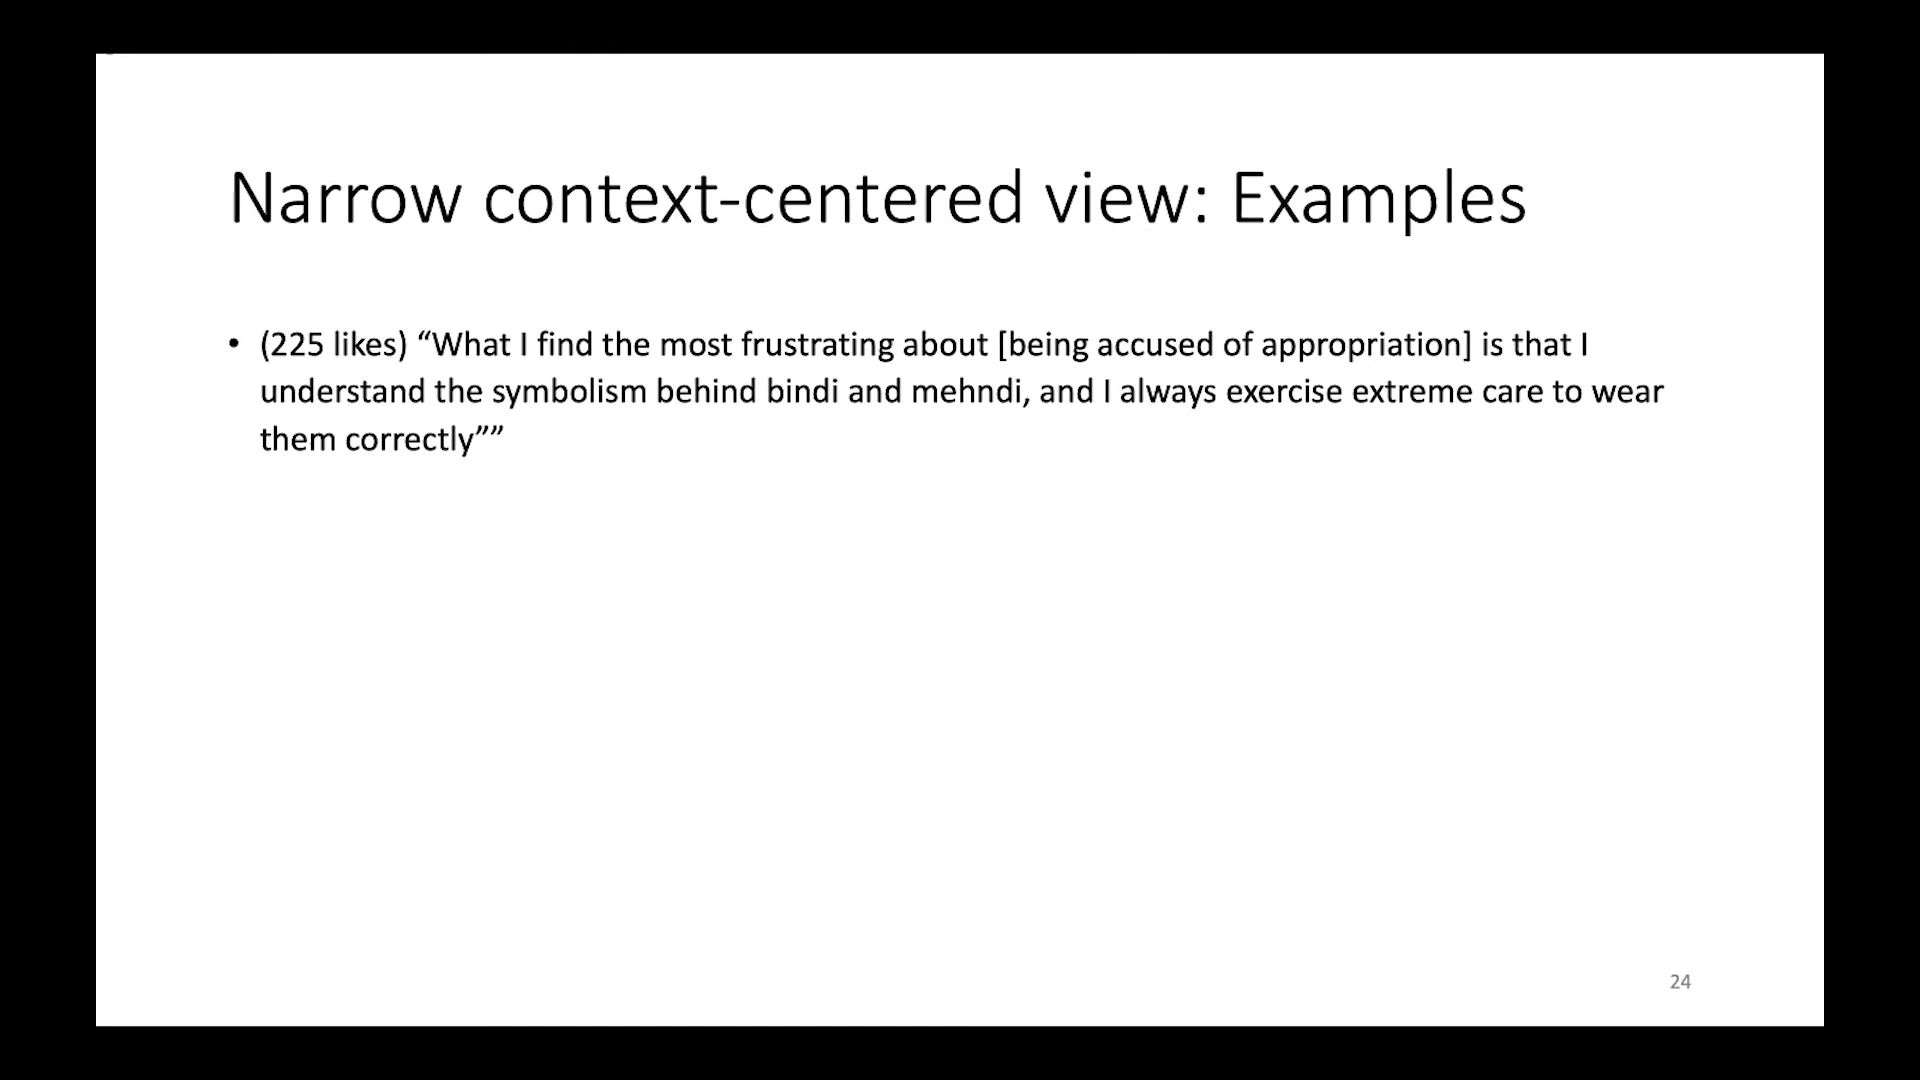 Narrow context-centered view: Examples
• (225 likes) “What I find the most frustrating about [being accused of appropriation] is that I
understand the symbolism behind bindi and mehndi, and I always exercise extreme care to wear
them correctly””
24